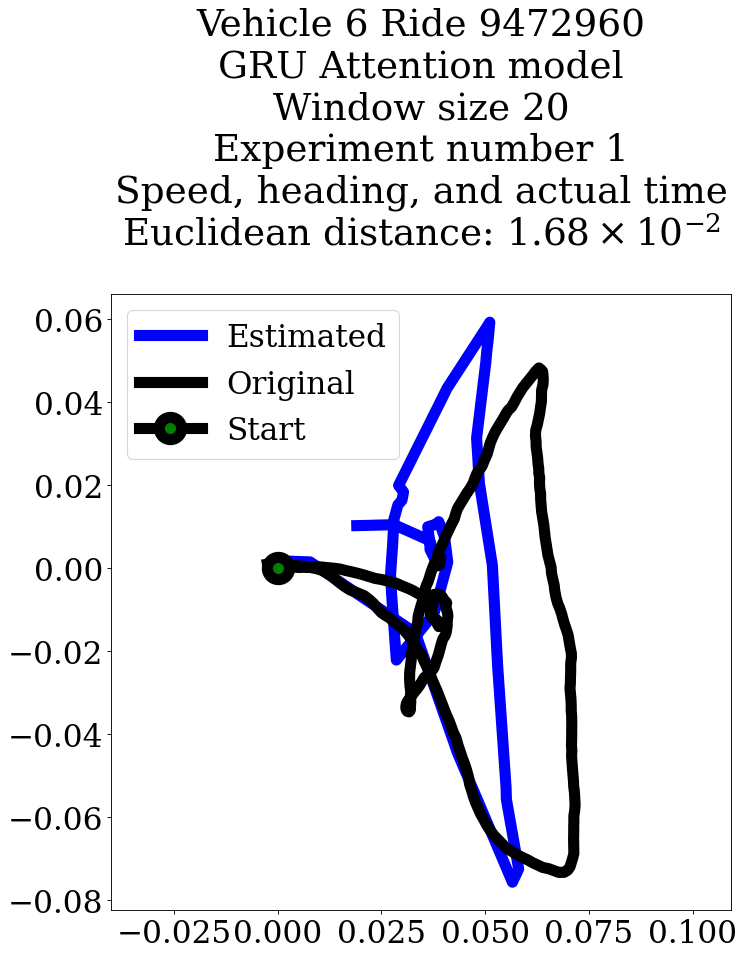 Vehicle 6 Ride 9472960
GRU Attention model
Window size 20
Experiment number 1
Speed, heading, and actual time
Euclidean distance: 1.68 × 10⁻²
Estimated
Original
Start
0.06
0.04
0.02
0.00
−0.02
−0.04
−0.06
−0.08
−0.025 0.000 0.025 0.050 0.075 0.100